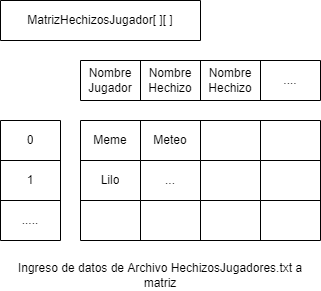 MatrizHechizosJugador[ ][ ]
Nombre Nombre Nombre ....
Jugador Hechizo Hechizo
0 Meme Meteo
1 Lilo ...
.....
Ingreso de datos de Archivo HechizosJugadores.txt a
matriz